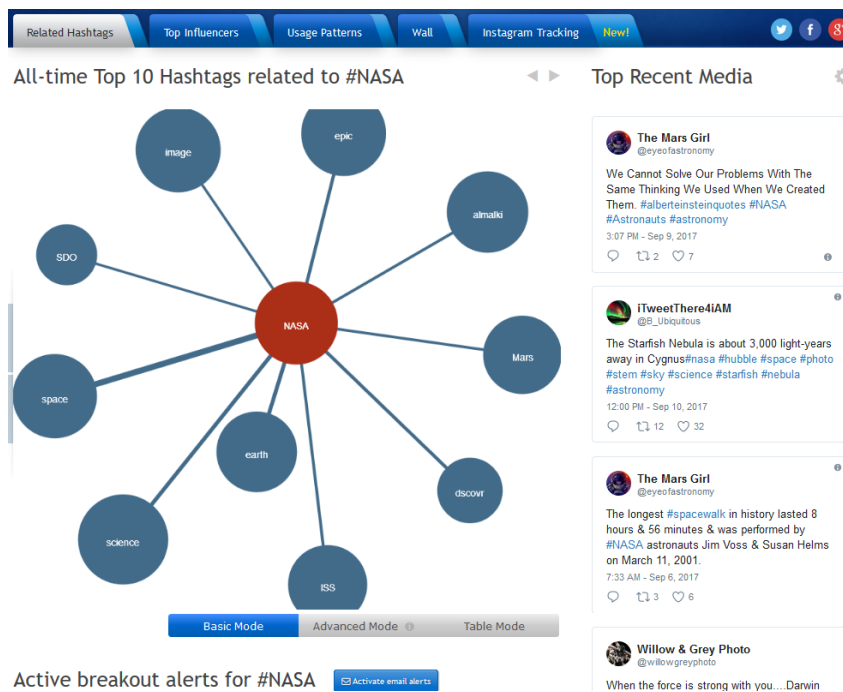 Related Hashtags
Top Influencers
Usage Patterns
Wall
Instagram Tracking
New!
All-time Top 10 Hashtags related to #NASA
image
epic
almalki
SDO
NASA
Mars
space
earth
dscovr
science
ISS
Basic Mode
Advanced Mode
Table Mode
Active breakout alerts for #NASA
Activate email alerts
Top Recent Media
The Mars Girl
@eyeofastronomy
We Cannot Solve Our Problems With The
Same Thinking We Used When We Created
Them. #alberteinsteinquotes #NASA
#Astronauts #astronomy
3:07 PM - Sep 9, 2017
2 7
iTweetThere4iAM
@B_Ubiquitous
The Starfish Nebula is about 3,000 light-years
away in Cygnus#nasa #hubble #space #photo
#stem #sky #science #starfish #nebula
#astronomy
12:00 PM - Sep 10, 2017
12 32
The Mars Girl
@eyeofastronomy
The longest #spacewalk in history lasted 8
hours & 56 minutes & was performed by
#NASA astronauts Jim Voss & Susan Helms
on March 11, 2001.
7:33 AM - Sep 6, 2017
3 6
Willow & Grey Photo
@willowgreyphoto
When the force is strong with you....Darwin